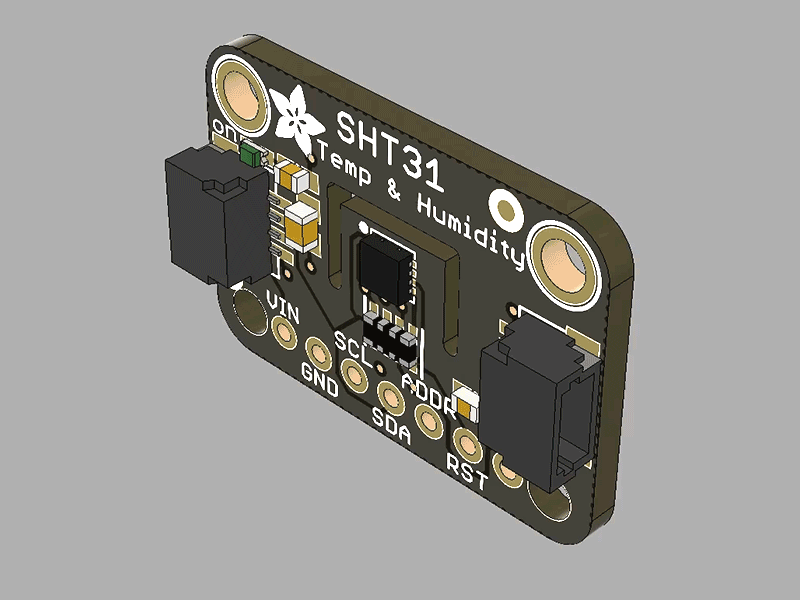 on
SHT31
Temp & Humidity
VIN
GND
SCL
SDA
ADDR
RST